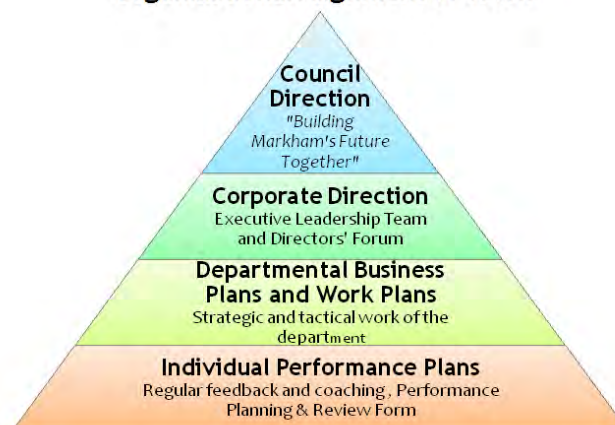 Council
Direction
"Building
Markham's Future
Together"
Corporate Direction
Executive Leadership Team
and Directors' Forum
Departmental Business
Plans and Work Plans
Strategic and tactical work of the
department
Individual Performance Plans
Regular feedback and coaching, Performance
Planning & Review Form